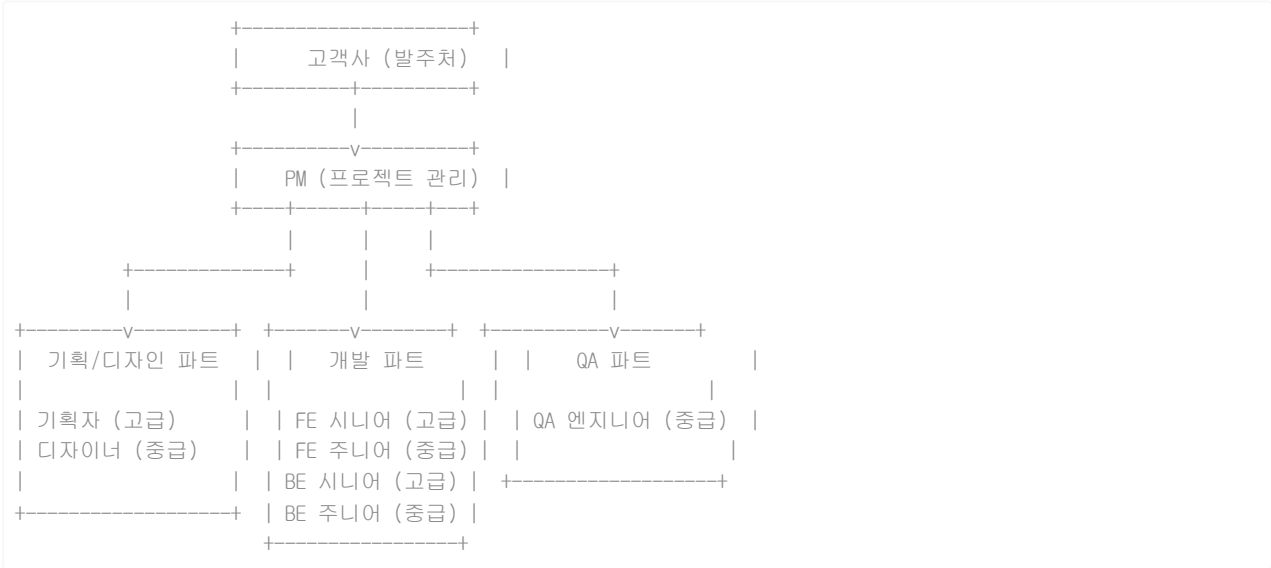 고객사 (발주처)
PM (프로젝트 관리)
기획/디자인 파트
개발 파트
QA 파트
기획자 (고급)
FE 시니어 (고급)
QA 엔지니어 (중급)
디자이너 (중급)
FE 주니어 (중급)
BE 시니어 (고급)
BE 주니어 (중급)